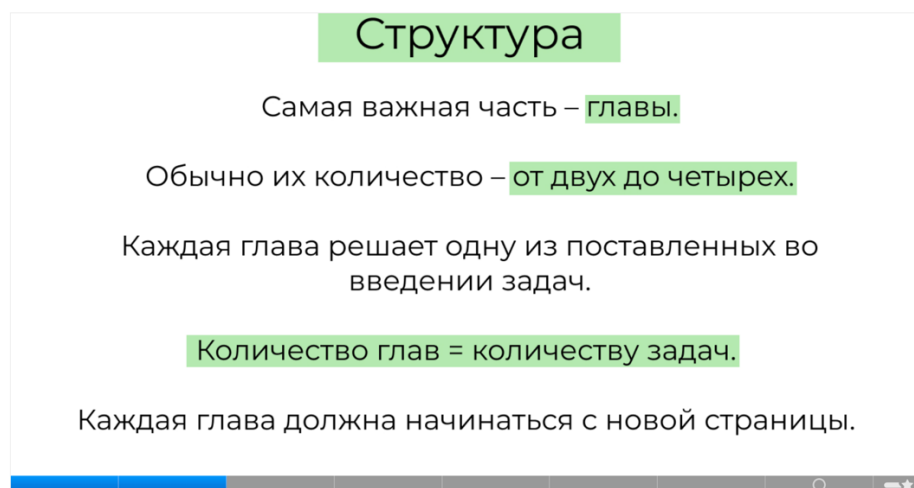 Структура
Самая важная часть – главы.
Обычно их количество – от двух до четырех.
Каждая глава решает одну из поставленных во
введении задач.
Количество глав = количеству задач.
Каждая глава должна начинаться с новой страницы.